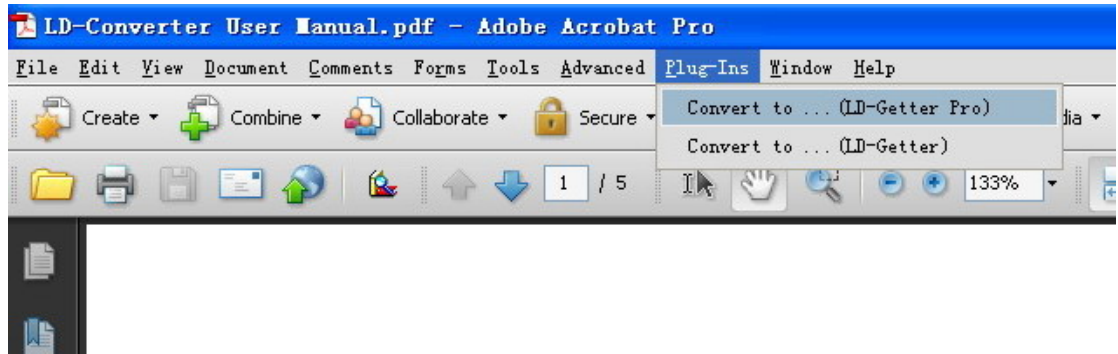 LD-Converter User Manual.pdf - Adobe Acrobat Pro
File Edit View Document Comments Forms Tools Advanced Plug-Ins Window Help
Create Combine Collaborate Secure dia
Convert to ... (LD-Getter Pro)
Convert to ... (LD-Getter)
1 / 5 133%